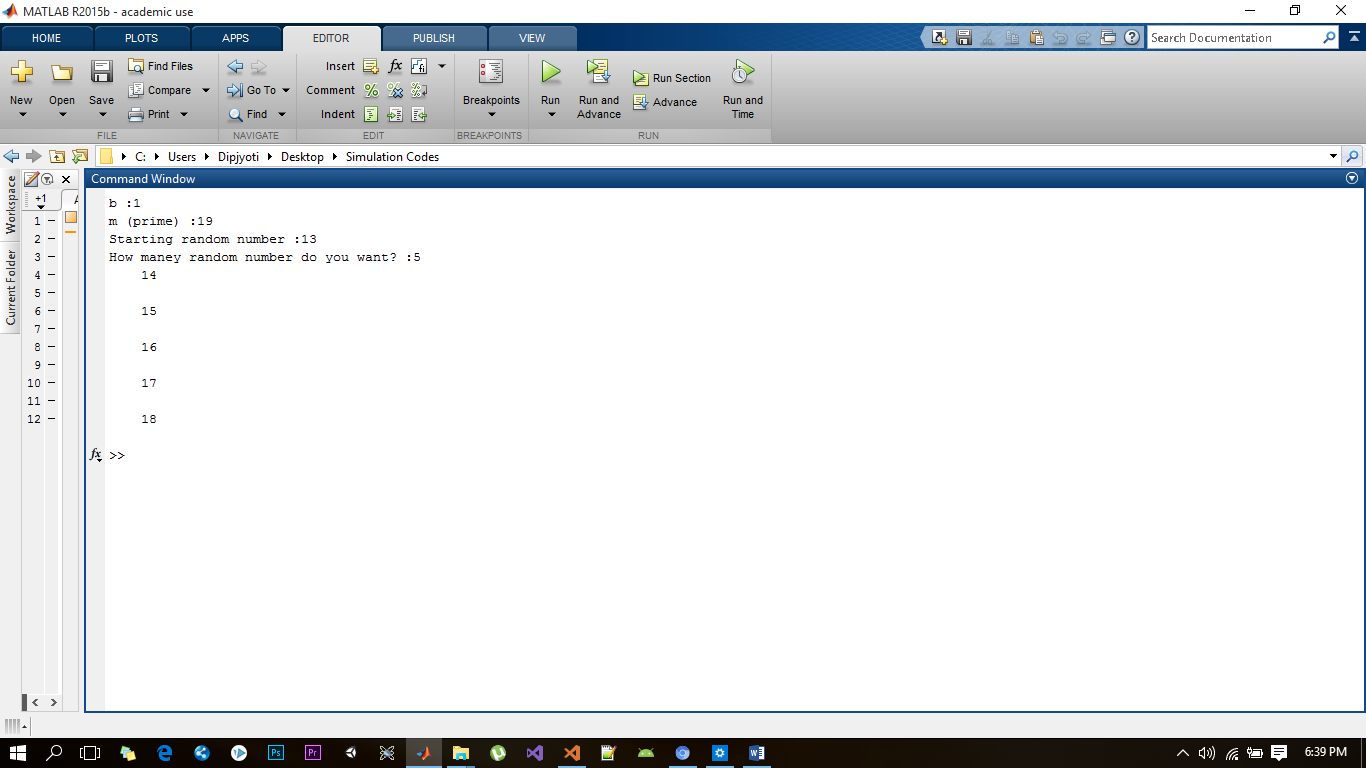 MATLAB R2015b - academic use
HOME PLOTS APPS EDITOR PUBLISH VIEW
Search Documentation
Find Files Insert fx
Compare Go To Comment Run Section
New Open Save Breakpoints Run Run and Advance Advance Run and Time
Print Find Indent
FILE NAVIGATE EDIT BREAKPOINTS RUN
C: Users Dipjyoti Desktop Simulation Codes
Workspace
Current Folder
+1
1
2
3
4
5
6
7
8
9
10
11
12
Command Window
b :1
m (prime) :19
Starting random number :13
How maney random number do you want? :5
14
15
16
17
18
fx >>
Ps Pr
6:39 PM